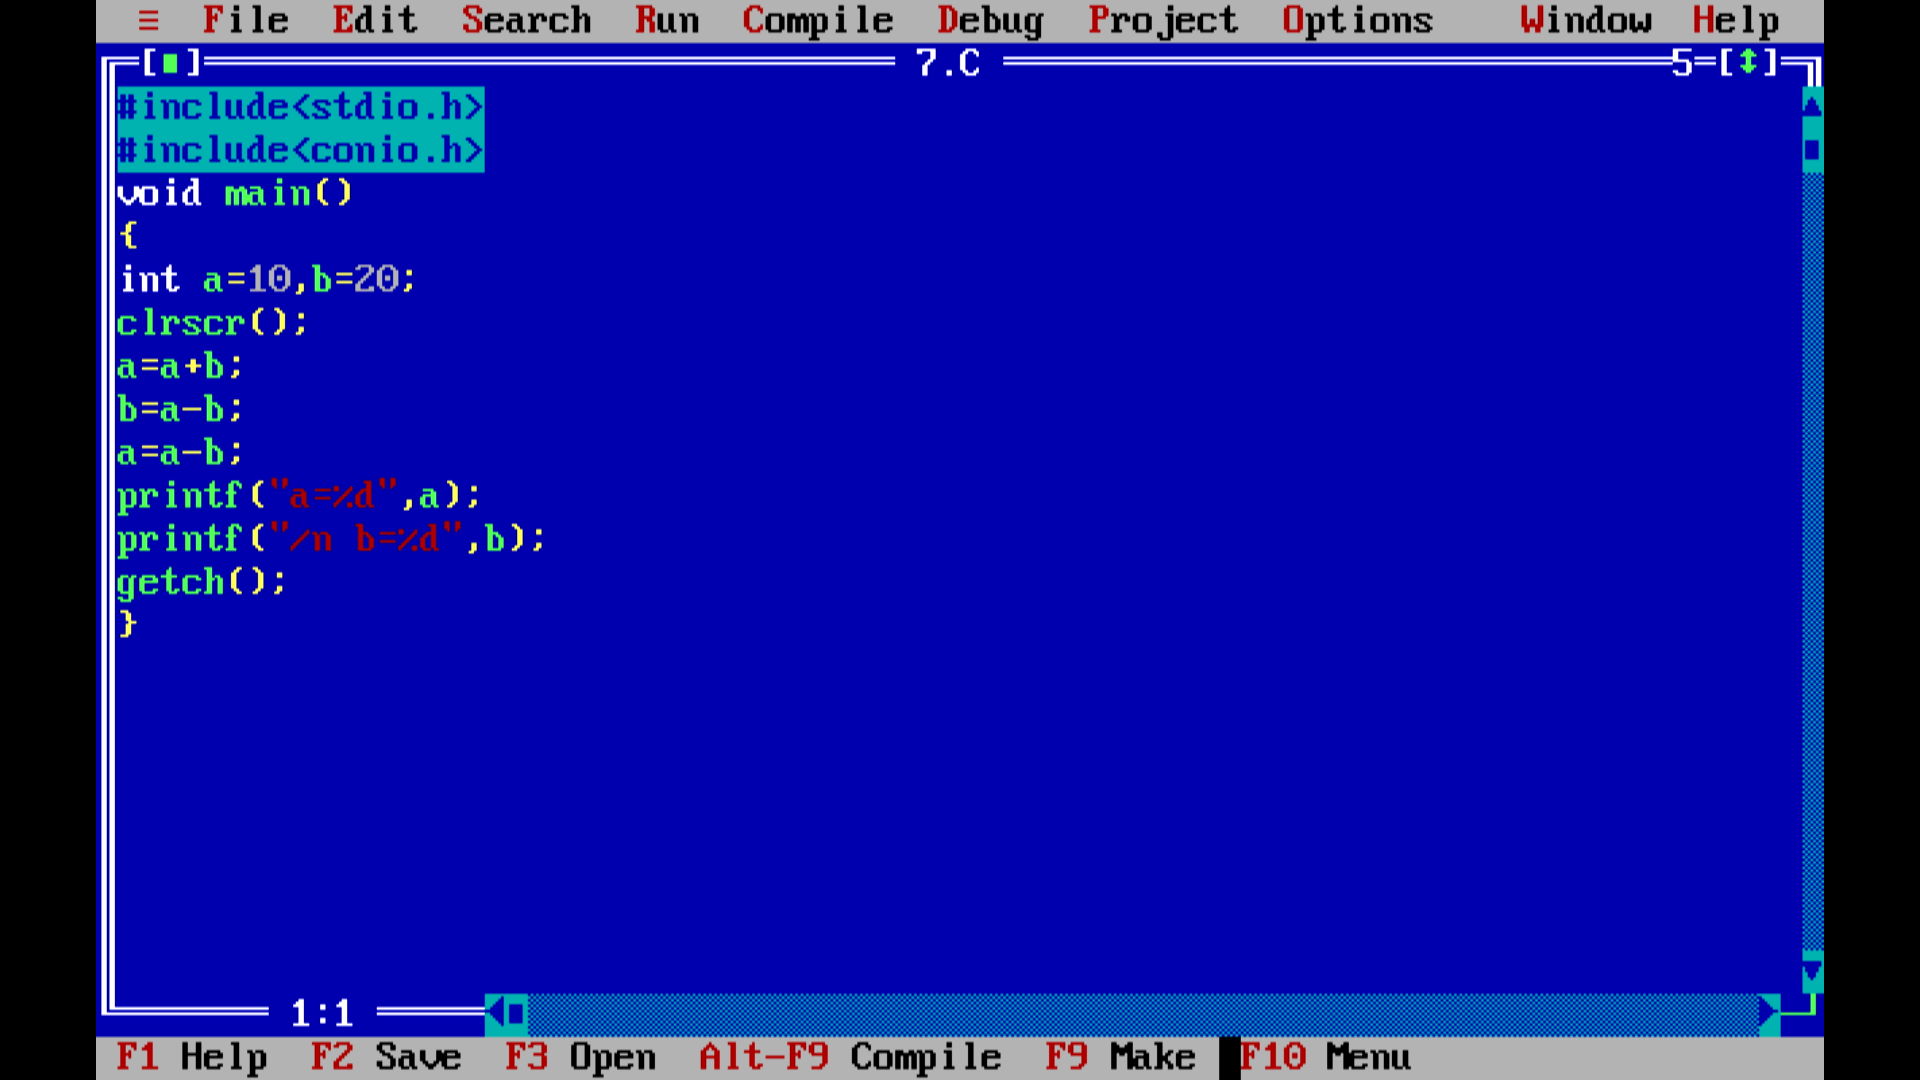 ≡ File Edit Search Run Compile Debug Project Options Window Help
[■] 7.C 5=[↕]
#include<stdio.h>
#include<conio.h>
void main()
{
int a=10,b=20;
clrscr();
a=a+b;
b=a-b;
a=a-b;
printf("a=%d",a);
printf("/n b=%d",b);
getch();
}
1:1
F1 Help F2 Save F3 Open Alt-F9 Compile F9 Make F10 Menu